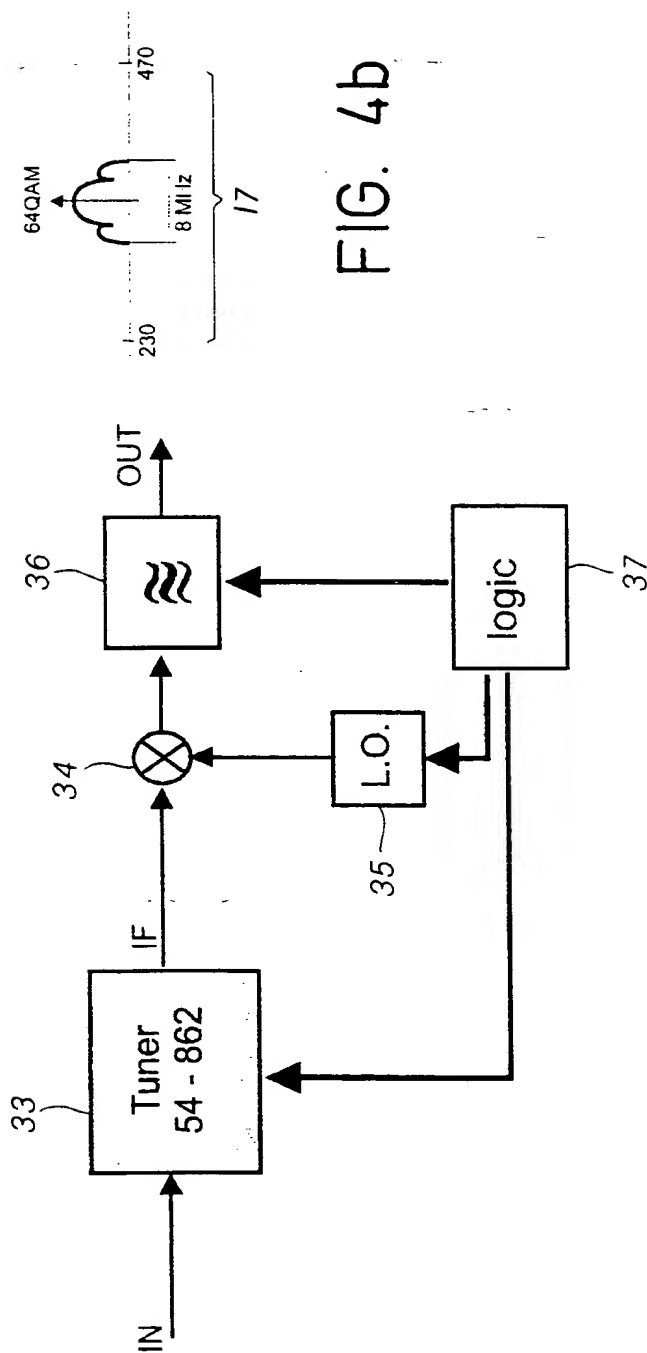 64QAM
8 MHz
230
470
17
FIG. 4b
IN
33
Tuner
54 - 862
IF
34
35
L.O.
36
OUT
logic
37